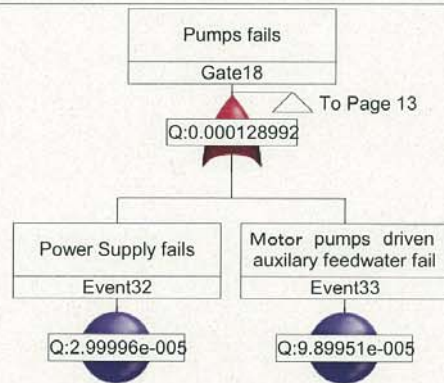 Pumps fails
Gate18
To Page 13
Q:0.000128992
Power Supply fails
Event32
Q:2.99996e-005
Motor pumps driven
auxilary feedwater fail
Event33
Q:9.89951e-005